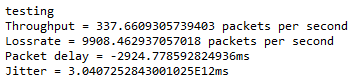 testing
Throughput = 337.6609305739403 packets per second
Lossrate = 9908.462937057018 packets per second
Packet delay = -2924.778592824936ms
Jitter = 3.0407252843001025E12ms